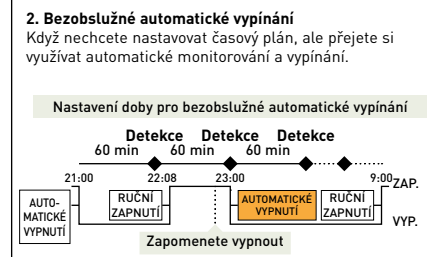 2. Bezobslužné automatické vypínání
Když nechcete nastavovat časový plán, ale přejete si
využívat automatické monitorování a vypínání.
Nastavení doby pro bezobslužné automatické vypínání
Detekce Detekce Detekce
60 min 60 min 60 min
21:00 22:08 23:00 9:00
ZAP.
AUTO-
MATICKÉ
VYPNUTÍ
RUČNÍ
ZAPNUTÍ
AUTOMATICKÉ
VYPNUTÍ
RUČNÍ
ZAPNUTÍ
VYP.
Zapomenete vypnout